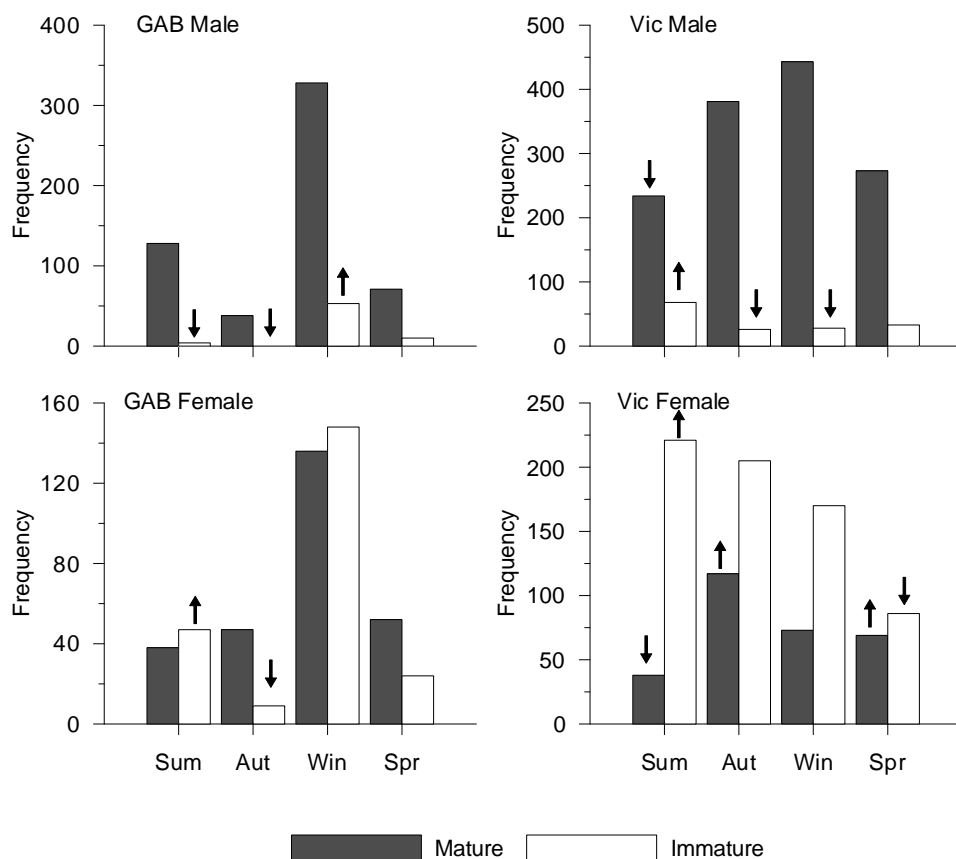 GAB Male
400
300
200
100
0
Frequency
Vic Male
500
400
300
200
100
0
Frequency
GAB Female
160
120
80
40
0
Frequency
Sum Aut Win Spr
Vic Female
250
200
150
100
50
0
Frequency
Sum Aut Win Spr
Mature Immature